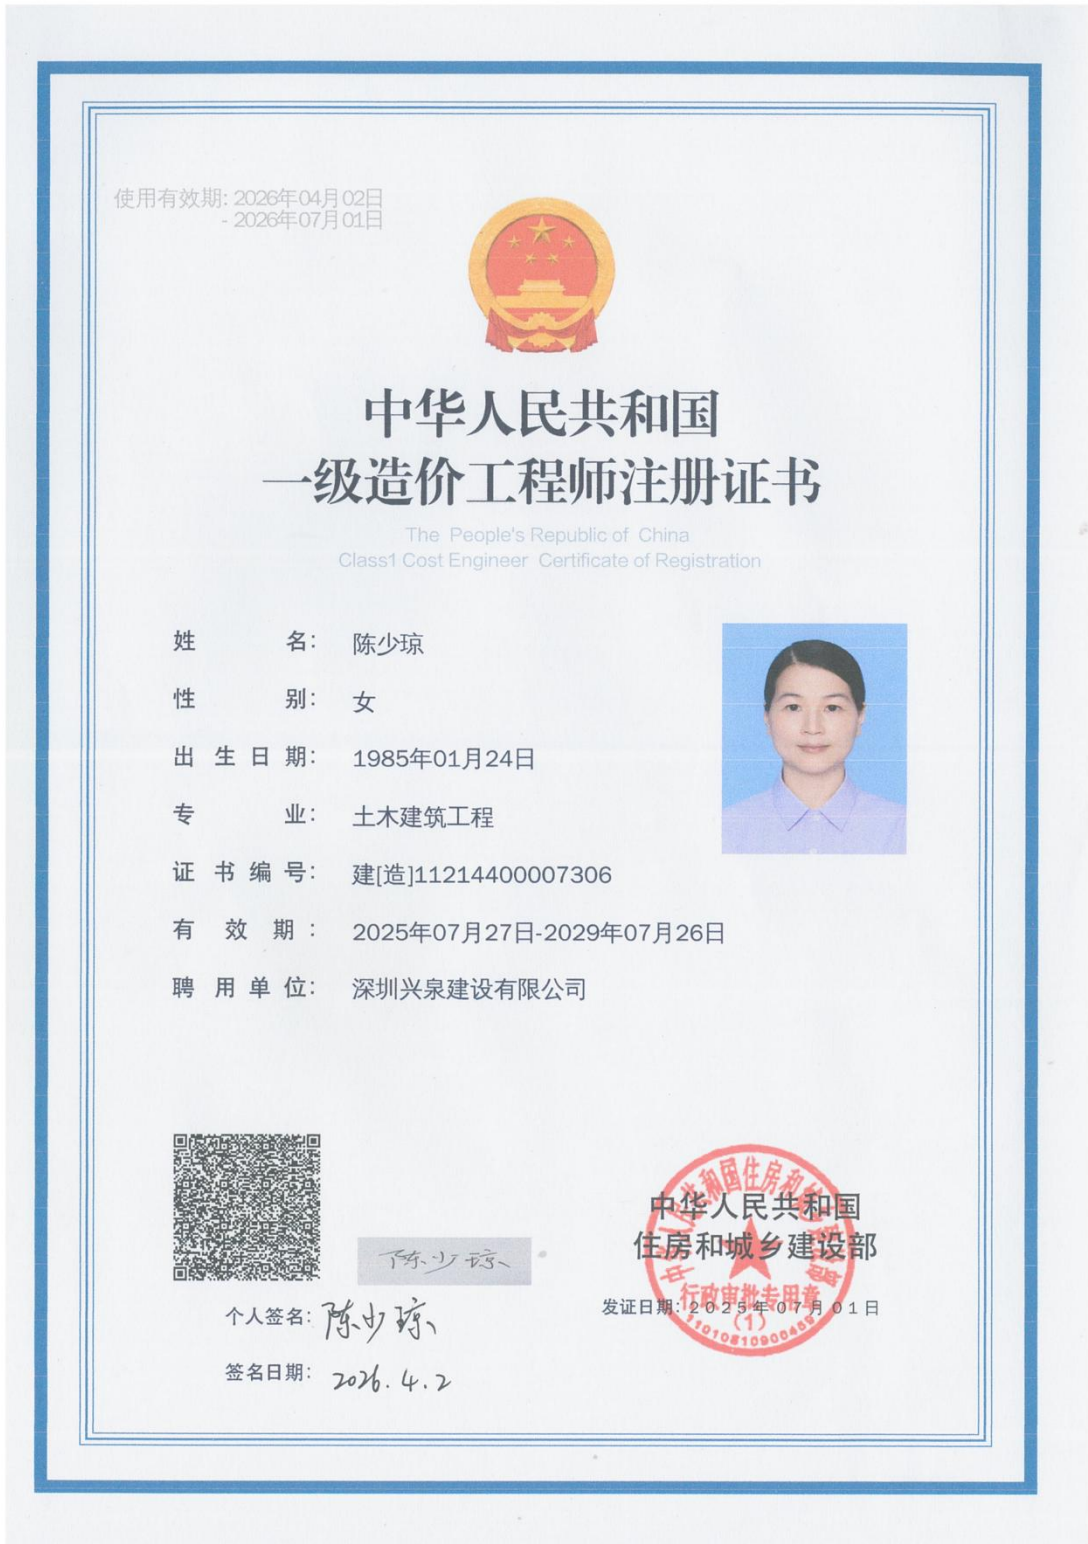 使用有效期: 2026年04月02日
- 2026年07月01日
中华人民共和国
一级造价工程师注册证书
The People's Republic of China
Class1 Cost Engineer Certificate of Registration
姓名: 陈少琼
性别: 女
出生日期: 1985年01月24日
专业: 土木建筑工程
证书编号: 建[造]11214400007306
有效期: 2025年07月27日-2029年07月26日
聘用单位: 深圳兴泉建设有限公司
陈少琼
个人签名: 陈少琼
签名日期: 2026.4.2
中华人民共和国
住房和城乡建设部
发证日期: 2025年07月01日
行政审批专用章
(1)